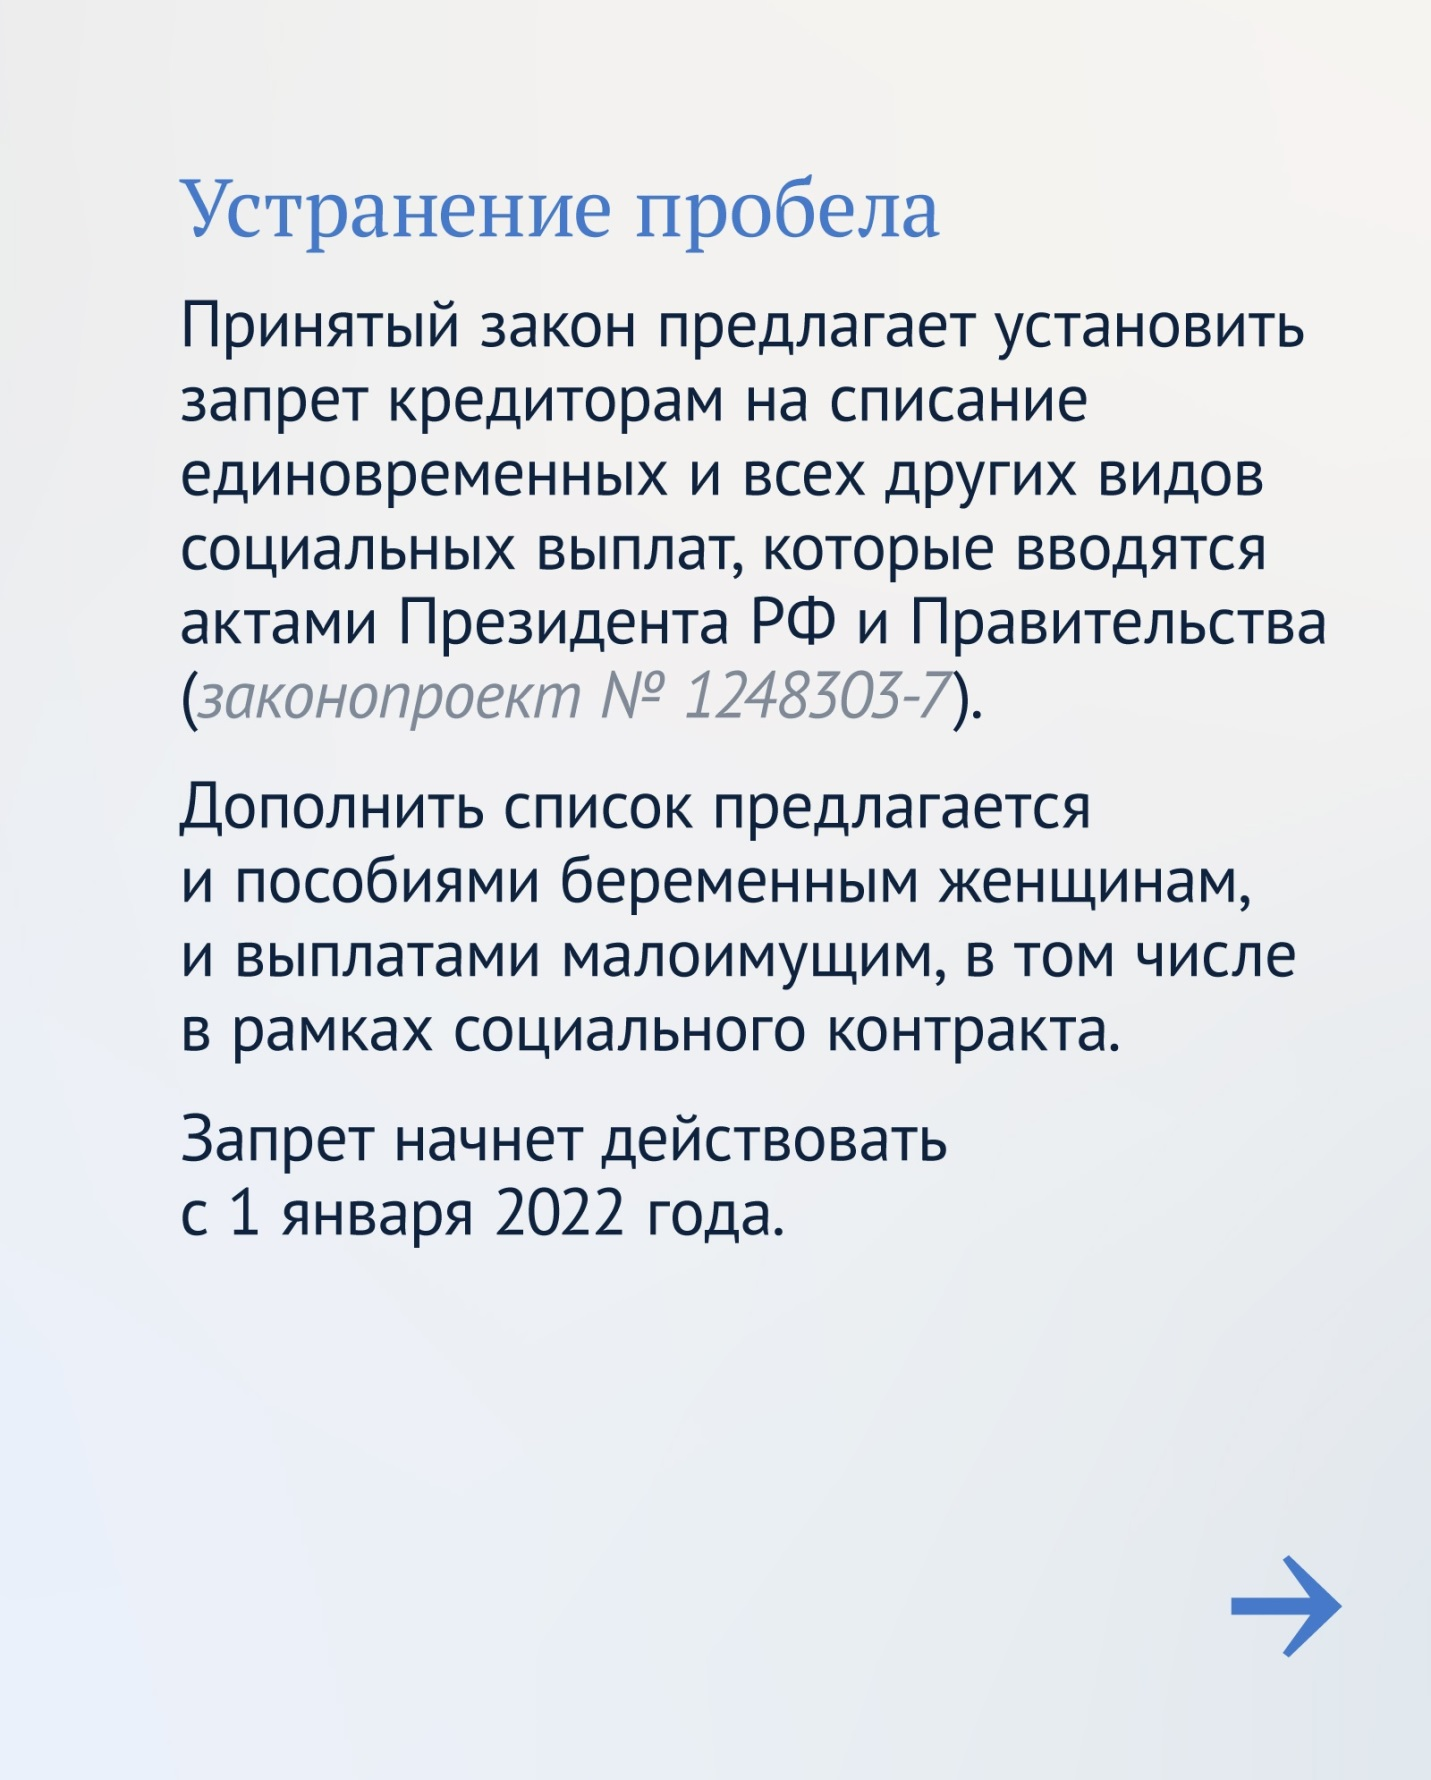 Устранение пробела
Принятый закон предлагает установить
запрет кредиторам на списание
единовременных и всех других видов
социальных выплат, которые вводятся
актами Президента РФ и Правительства
(законопроект № 1248303-7).
Дополнить список предлагается
и пособиями беременным женщинам,
и выплатами малоимущим, в том числе
в рамках социального контракта.
Запрет начнет действовать
с 1 января 2022 года.